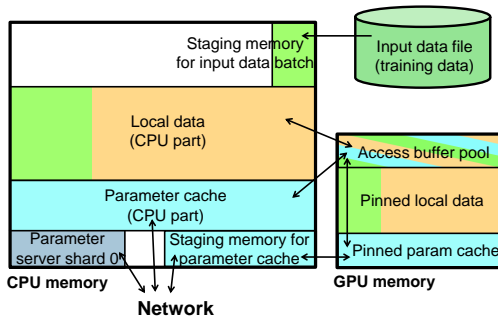 Staging memory
for input data
batch
Input data file
(training data)
Local data
(CPU part)
Access buffer pool
Parameter cache
(CPU part)
Pinned local data
Parameter
server shard 0
Staging memory for
parameter cache
Pinned param cache
CPU memory
GPU memory
Network